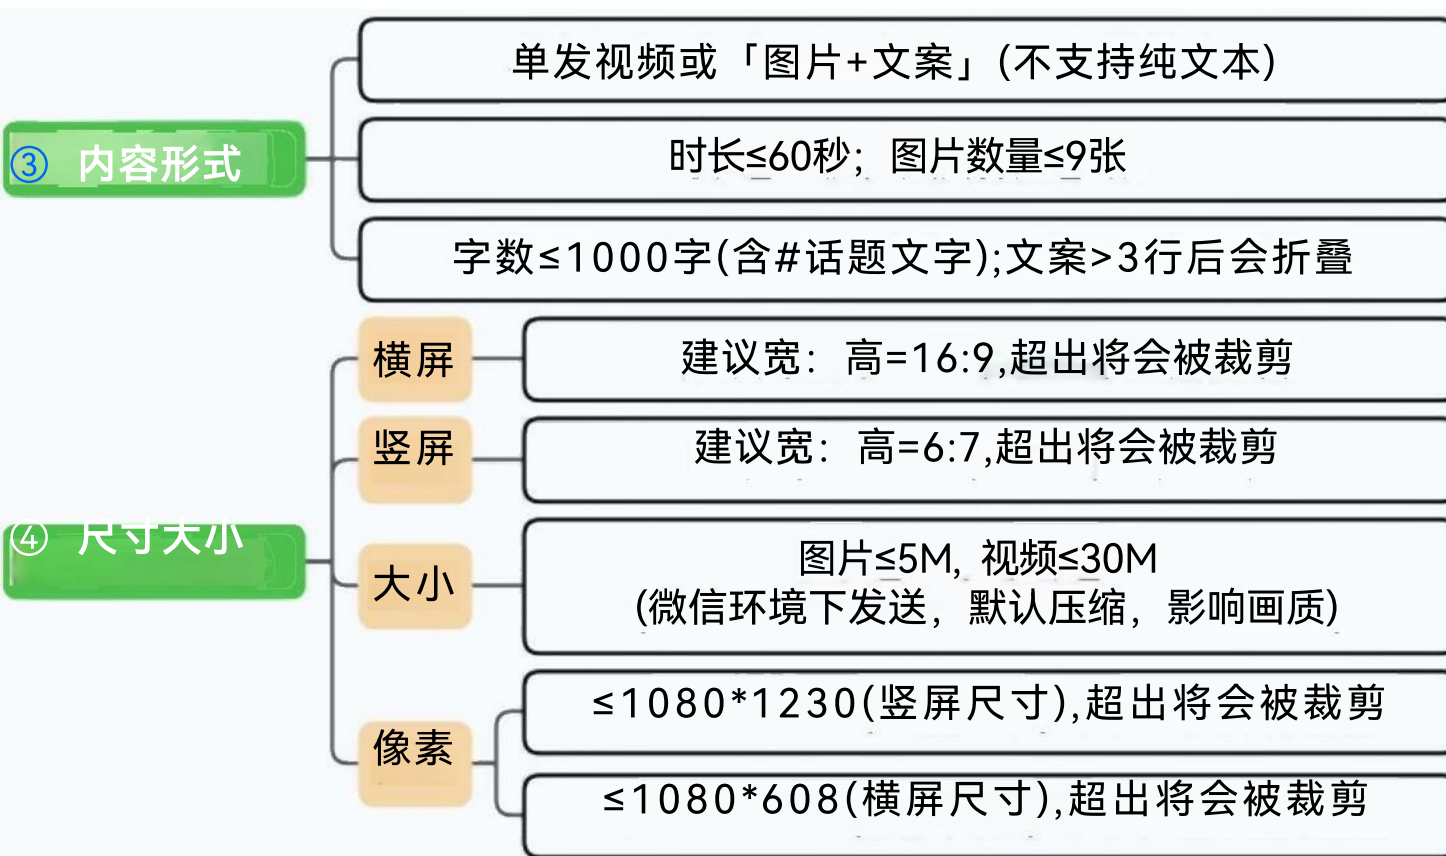 单发视频或「图片+文案」(不支持纯文本)
③ 内容形式
时长≤60秒；图片数量≤9张
字数≤1000字(含#话题文字);文案>3行后会折叠
横屏
建议宽：高=16:9,超出将会被裁剪
竖屏
建议宽：高=6:7,超出将会被裁剪
④ 尺寸大小
大小
图片≤5M, 视频≤30M
(微信环境下发送，默认压缩，影响画质)
像素
≤1080*1230(竖屏尺寸),超出将会被裁剪
≤1080*608(横屏尺寸),超出将会被裁剪